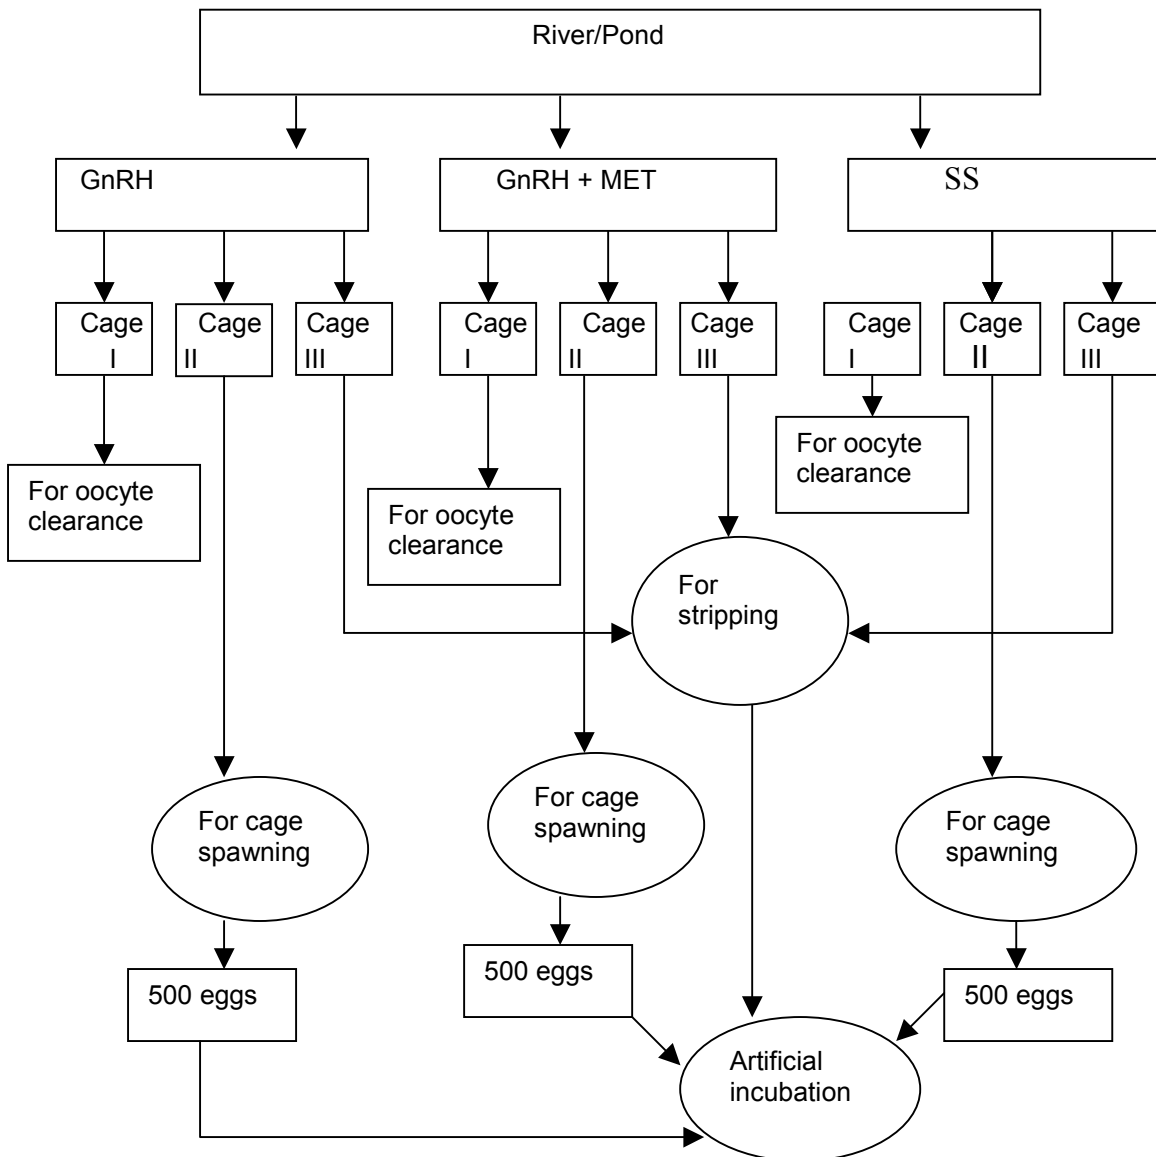 River/Pond
GnRH
GnRH + MET
SS
Cage
I
Cage
II
Cage
III
Cage
I
Cage
II
Cage
III
Cage
I
Cage
II
Cage
III
For oocyte
clearance
For oocyte
clearance
For oocyte
clearance
For
stripping
For cage
spawning
For cage
spawning
For cage
spawning
500 eggs
500 eggs
500 eggs
Artificial
incubation